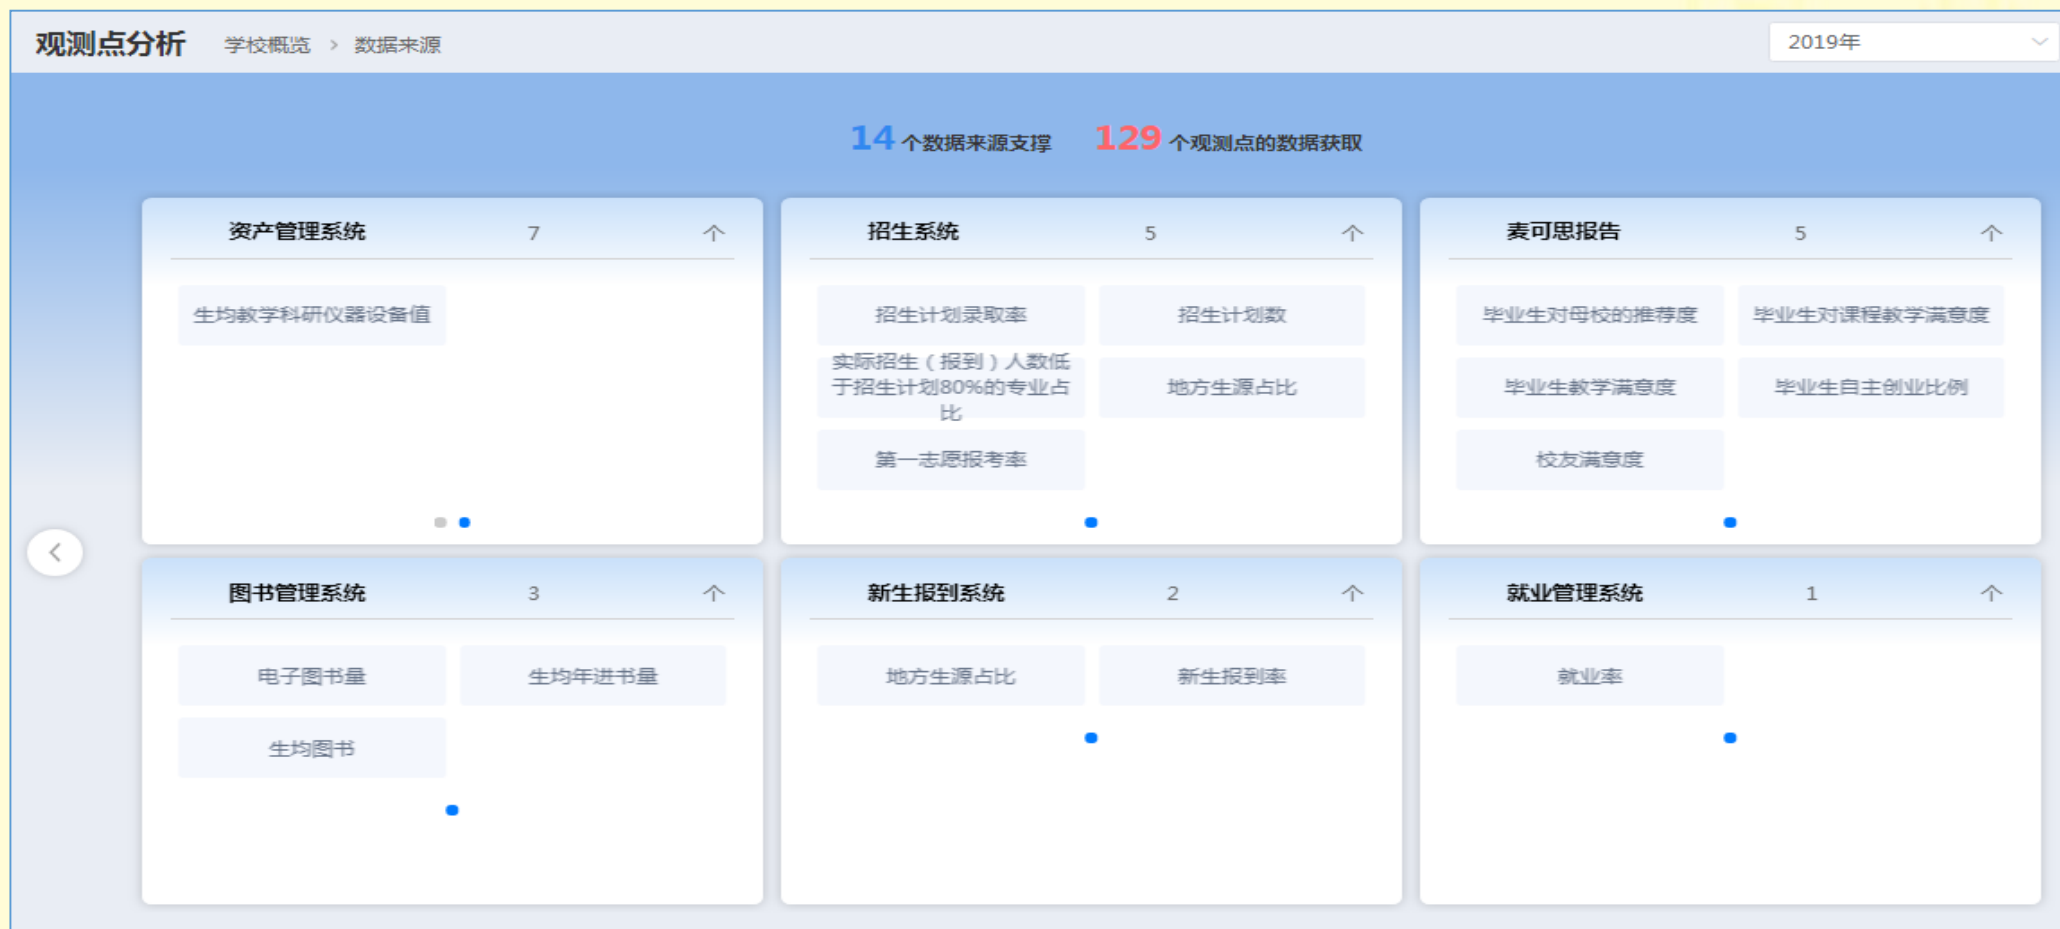 观测点分析 学校概览 > 数据来源 2019年
14 个数据来源支撑 129 个观测点的数据获取
资产管理系统 7 个
生均教学科研仪器设备值
招生系统 5 个
招生计划录取率 招生计划数
实际招生（报到）人数低
于招生计划80%的专业占
比
地方生源占比
第一志愿报考率
麦可思报告 5 个
毕业生对母校的推荐度 毕业生对课程教学满意度
毕业生教学满意度 毕业生自主创业比例
校友满意度
图书管理系统 3 个
电子图书量 生均年进书量
生均图书
新生报到系统 2 个
地方生源占比 新生报到率
就业管理系统 1 个
就业率